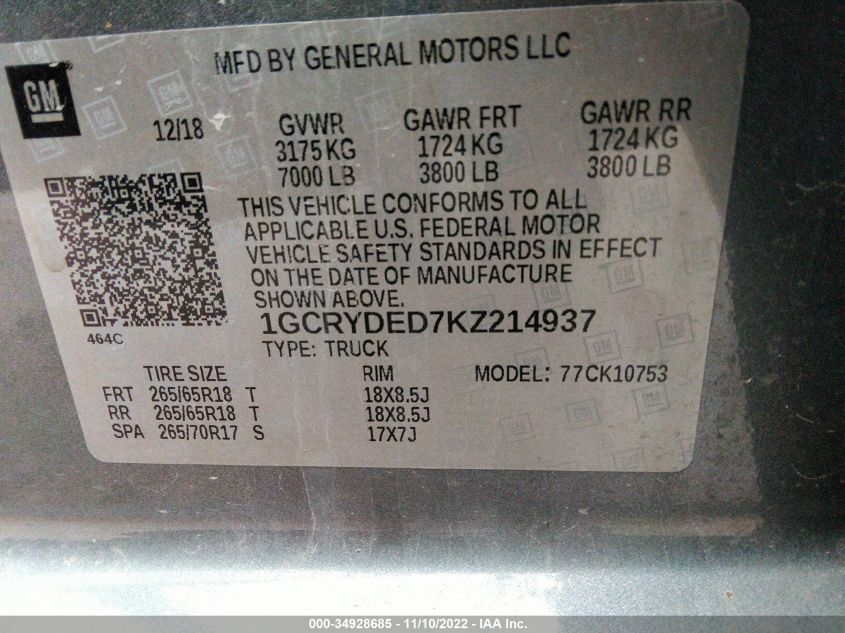 MFD BY GENERAL MOTORS LLC
GM
12/18 GVWR GAWR FRT GAWR RR
3175 KG 1724 KG 1724 KG
7000 LB 3800 LB 3800 LB
THIS VEHICLE CONFORMS TO ALL
APPLICABLE U.S. FEDERAL MOTOR
VEHICLE SAFETY STANDARDS IN EFFECT
ON THE DATE OF MANUFACTURE
SHOWN ABOVE.
464C
1GCRYDED7KZ214937
TYPE: TRUCK
TIRE SIZE RIM MODEL: 77CK10753
FRT 265/65R18 T 18X8.5J
RR 265/65R18 T 18X8.5J
SPA 265/70R17 S 17X7J
000-34928685 - 11/10/2022 - IAA Inc.